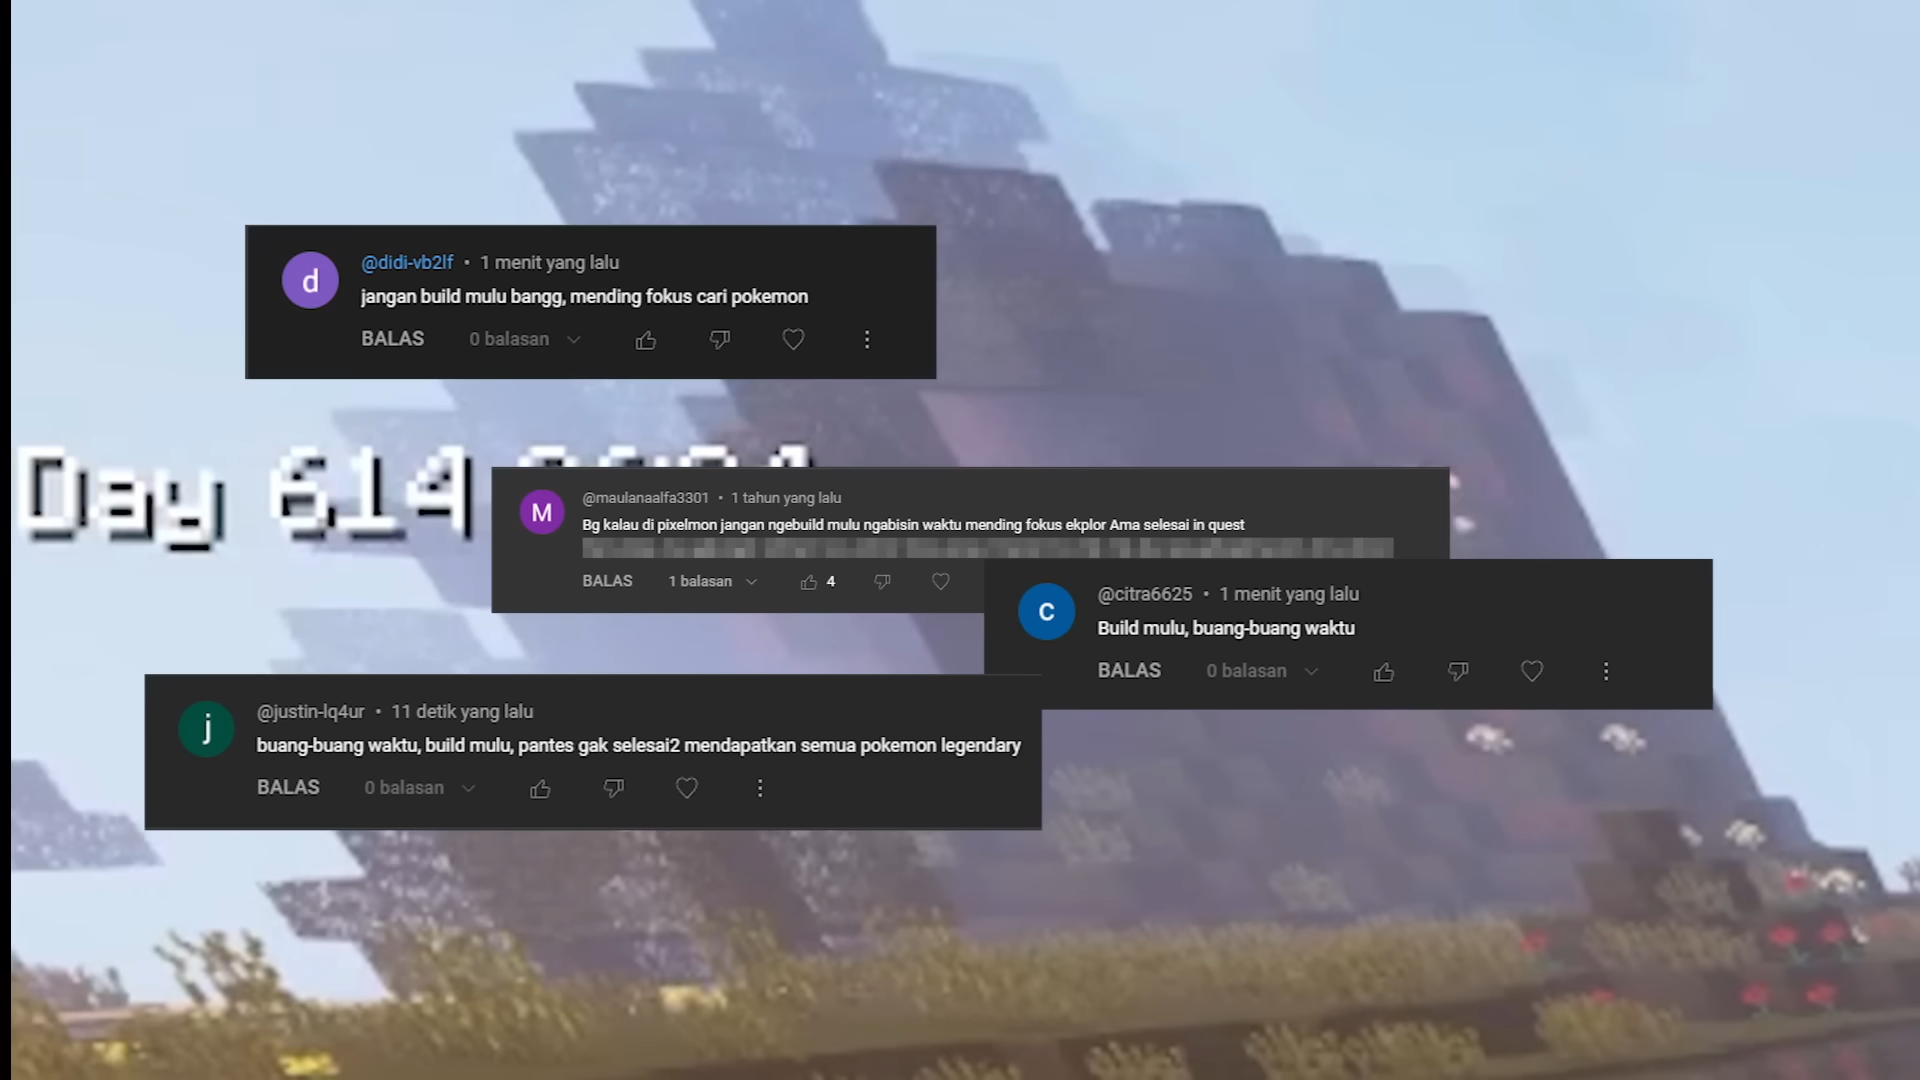 @didi-vb2lf • 1 menit yang lalu
jangan build mulu bangg, mending fokus cari pokemon
BALAS 0 balasan
Day 614
@maulanaalfa3301 • 1 tahun yang lalu
Bg kalau di pixelmon jangan ngebuild mulu ngabisin waktu mending fokus ekplor Ama selesai in quest
BALAS 1 balasan 4
@citra6625 • 1 menit yang lalu
Build mulu, buang-buang waktu
BALAS 0 balasan
@justin-lq4ur • 11 detik yang lalu
buang-buang waktu, build mulu, pantes gak selesai2 mendapatkan semua pokemon legendary
BALAS 0 balasan